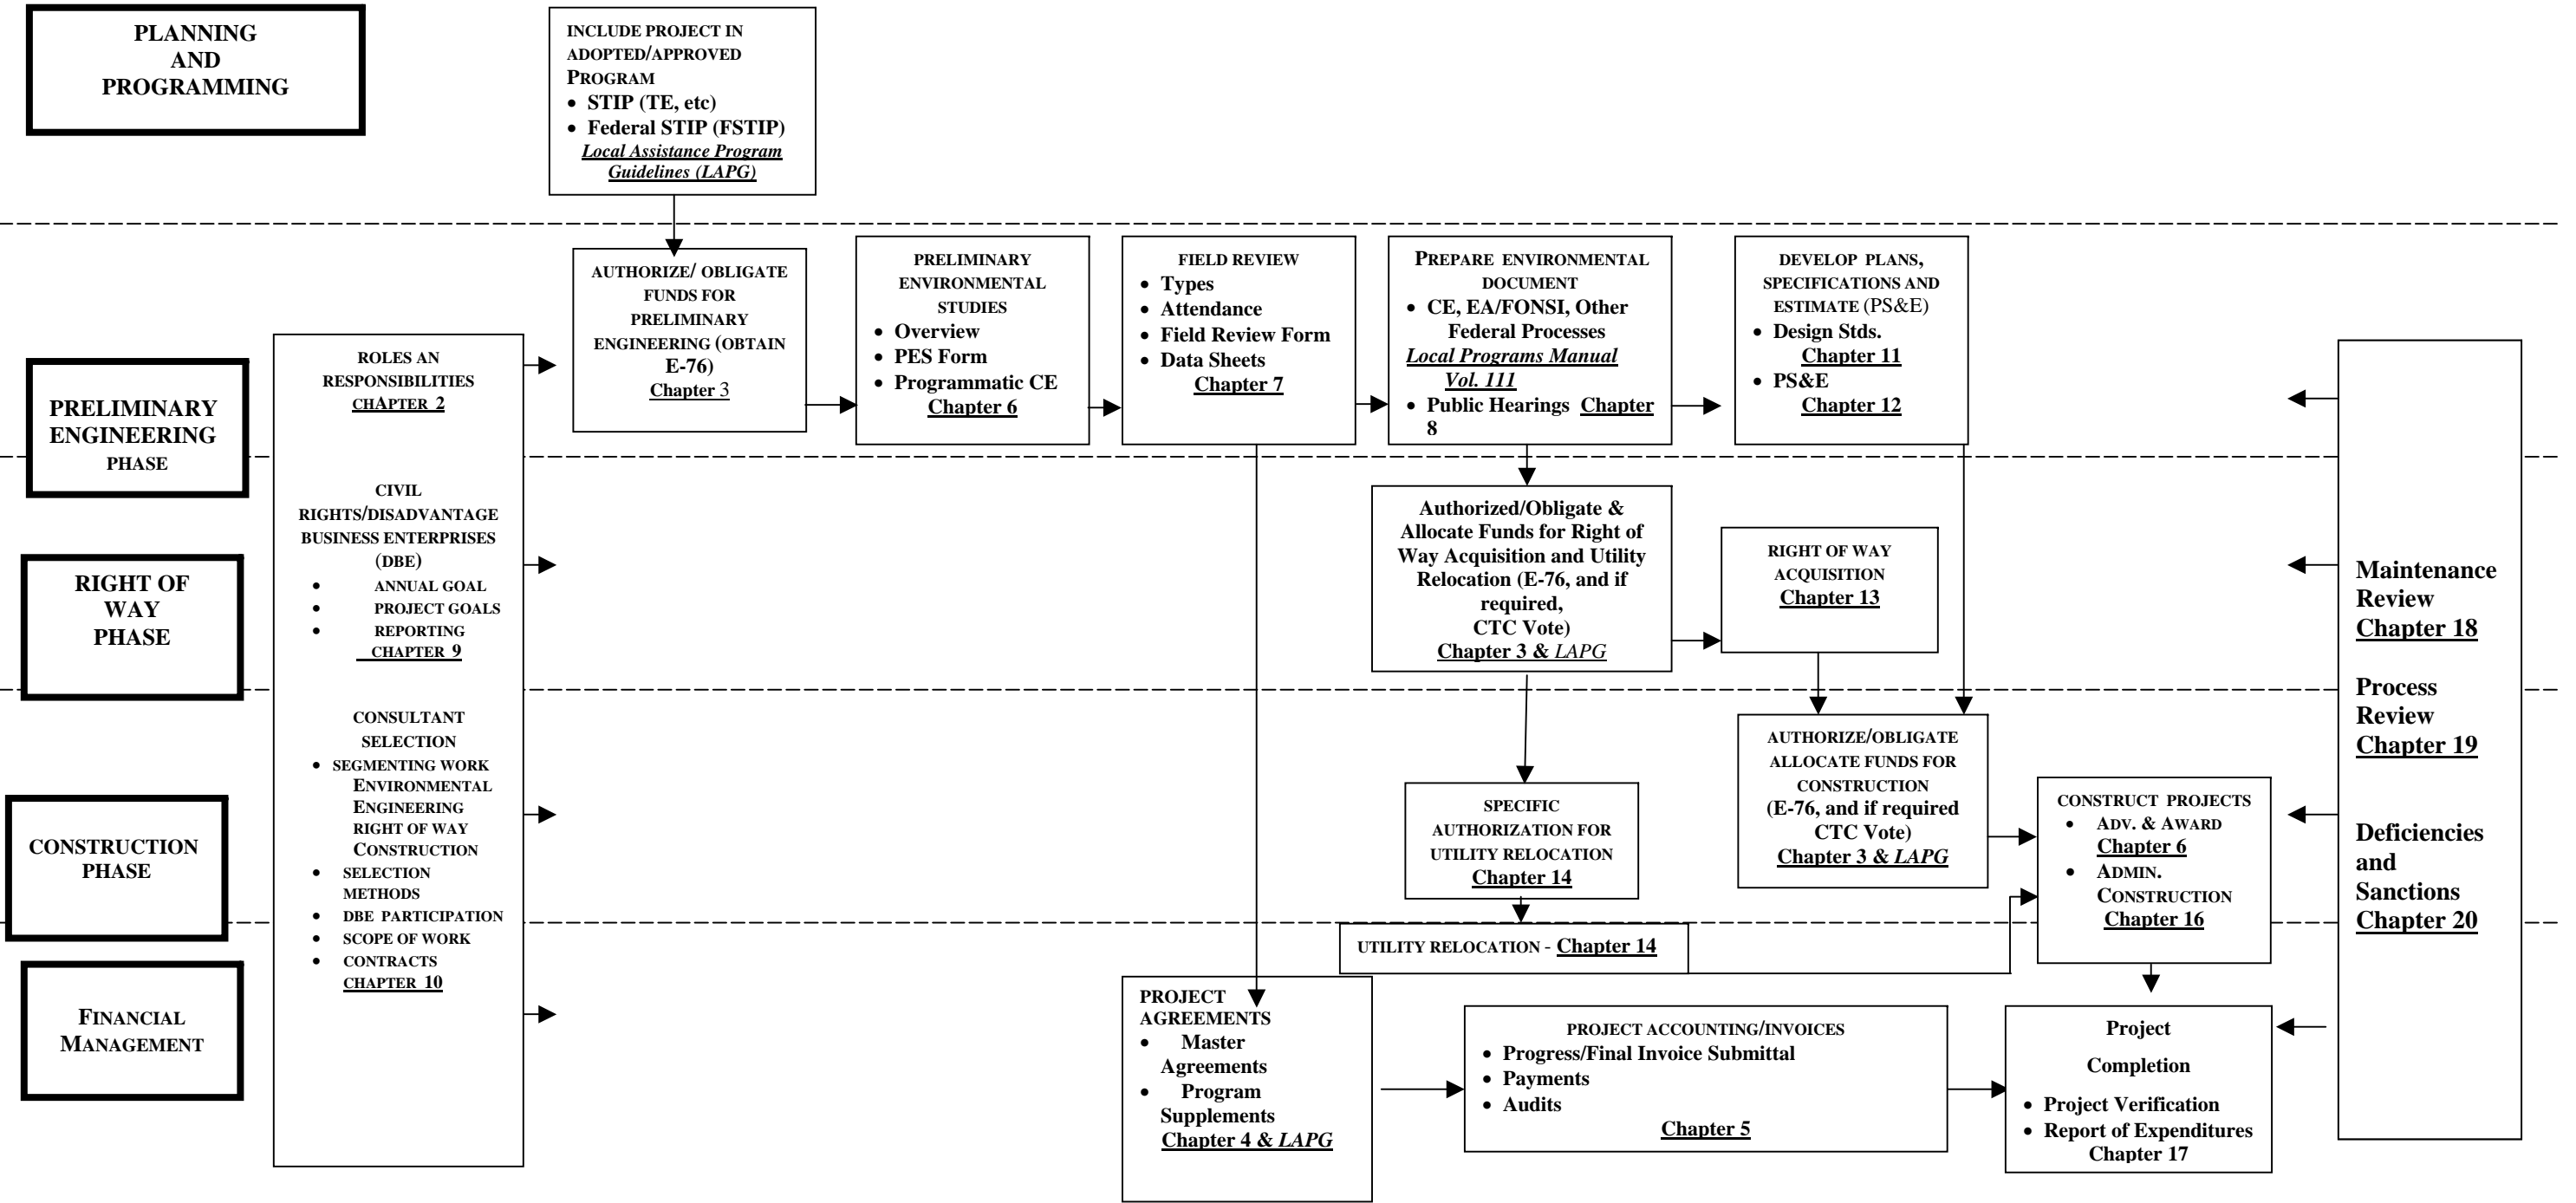 PLANNING
AND
PROGRAMMING
INCLUDE PROJECT IN
ADOPTED/APPROVED
PROGRAM
• STIP (TE, etc)
• Federal STIP (FSTIP)
Local Assistance Program
Guidelines (LAPG)
PRELIMINARY
ENGINEERING
PHASE
RIGHT OF
WAY
PHASE
CONSTRUCTION
PHASE
FINANCIAL
MANAGEMENT
ROLES AN
RESPONSIBILITIES
CHAPTER 2
CIVIL
RIGHTS/DISADVANTAGE
BUSINESS ENTERPRISES
(DBE)
• ANNUAL GOAL
• PROJECT GOALS
• REPORTING
CHAPTER 9
CONSULTANT
SELECTION
• SEGMENTING WORK
ENVIRONMENTAL
ENGINEERING
RIGHT OF WAY
CONSTRUCTION
• SELECTION
METHODS
• DBE PARTICIPATION
• SCOPE OF WORK
• CONTRACTS
CHAPTER 10
AUTHORIZE/ OBLIGATE
FUNDS FOR
PRELIMINARY
ENGINEERING (OBTAIN
E-76)
Chapter 3
PRELIMINARY
ENVIRONMENTAL
STUDIES
• Overview
• PES Form
• Programmatic CE
Chapter 6
FIELD REVIEW
• Types
• Attendance
• Field Review Form
• Data Sheets
Chapter 7
PREPARE ENVIRONMENTAL
DOCUMENT
• CE, EA/FONSI, Other
Federal Processes
Local Programs Manual
Vol. 111
• Public Hearings Chapter
8
DEVELOP PLANS,
SPECIFICATIONS AND
ESTIMATE (PS&E)
• Design Stds.
Chapter 11
• PS&E
Chapter 12
Authorized/Obligate &
Allocate Funds for Right of
Way Acquisition and Utility
Relocation (E-76, and if
required,
CTC Vote)
Chapter 3 & LAPG
RIGHT OF WAY
ACQUISITION
Chapter 13
SPECIFIC
AUTHORIZATION FOR
UTILITY RELOCATION
Chapter 14
AUTHORIZE/OBLIGATE
ALLOCATE FUNDS FOR
CONSTRUCTION
(E-76, and if required
CTC Vote)
Chapter 3 & LAPG
CONSTRUCT PROJECTS
• ADV. & AWARD
Chapter 6
• ADMIN.
CONSTRUCTION
Chapter 16
UTILITY RELOCATION - Chapter 14
PROJECT
AGREEMENTS
• Master
Agreements
• Program
Supplements
Chapter 4 & LAPG
PROJECT ACCOUNTING/INVOICES
• Progress/Final Invoice Submittal
• Payments
• Audits
Chapter 5
Project
Completion
• Project Verification
• Report of Expenditures
Chapter 17
Maintenance
Review
Chapter 18
Process
Review
Chapter 19
Deficiencies
and
Sanctions
Chapter 20